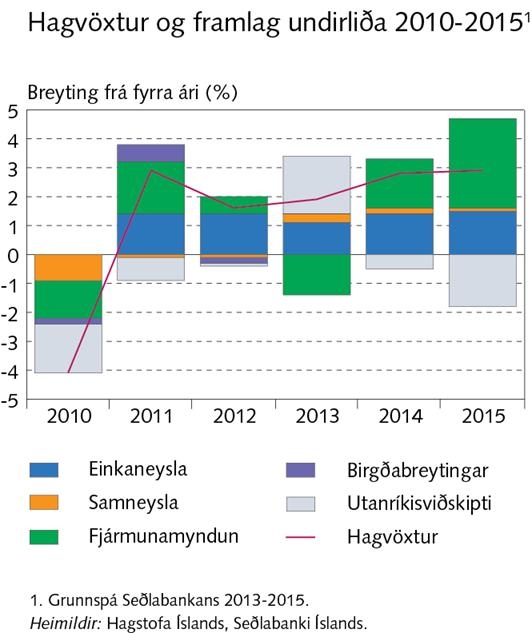 Hagvöxtur og framlag undirliða 2010-2015¹
Breyting frá fyrra ári (%)
5
4
3
2
1
0
-1
-2
-3
-4
-5
2010 2011 2012 2013 2014 2015
Einkaneysla Birgðabreytingar
Samneysla Utanríkisviðskipti
Fjármunamyndun Hagvöxtur
1. Grunnspá Seðlabankans 2013-2015.
Heimildir: Hagstofa Íslands, Seðlabanki Íslands.